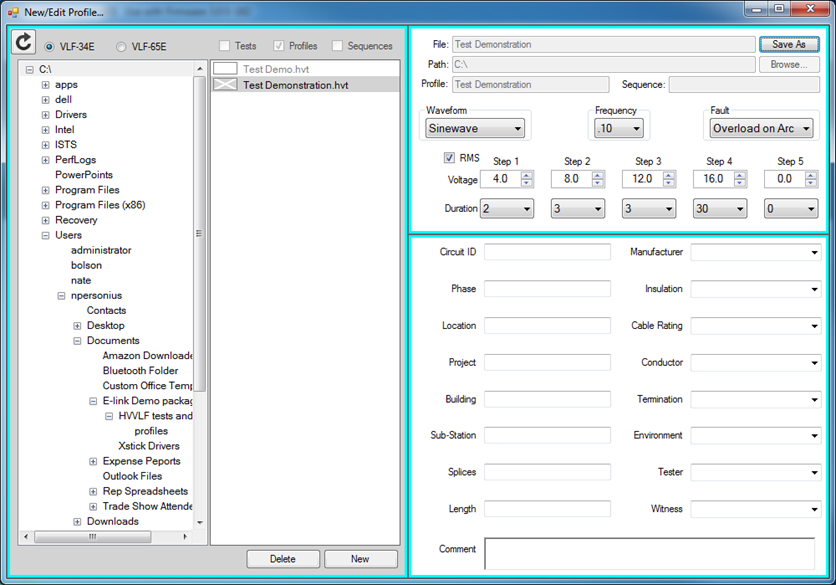 New/Edit Profile...
VLF-34E VLF-65E Tests Profiles Sequences
C:\
apps
dell
Drivers
Intel
ISTS
PerfLogs
PowerPoints
Program Files
Program Files (x86)
Recovery
Users
administrator
bolson
nate
npersonius
Contacts
Desktop
Documents
Amazon Downloade
Bluetooth Folder
Custom Office Temp
E-link Demo packag
HVVLF tests and
profiles
Xstick Drivers
Expense Peports
Outlook Files
Rep Spreadsheets
Trade Show Attende
Downloads
Test Demo.hvt
Test Demonstration.hvt
Delete New
File: Test Demonstration Save As
Path: C:\ Browse...
Profile: Test Demonstration Sequence:
Waveform Frequency Fault
Sinewave .10 Overload on Arc
RMS Step 1 Step 2 Step 3 Step 4 Step 5
Voltage 4.0 8.0 12.0 16.0 0.0
Duration 2 3 3 30 0
Circuit ID Manufacturer
Phase Insulation
Location Cable Rating
Project Conductor
Building Termination
Sub-Station Environment
Splices Tester
Length Witness
Comment